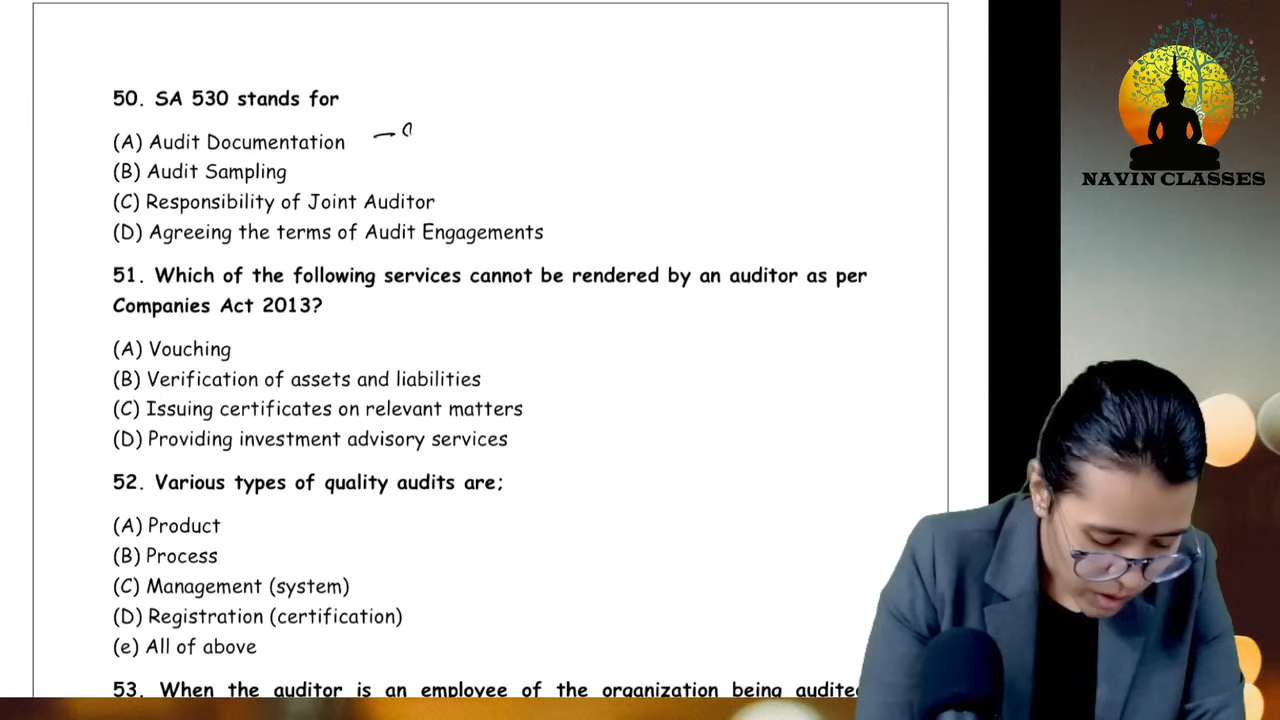 50. SA 530 stands for
(A) Audit Documentation
(B) Audit Sampling
(C) Responsibility of Joint Auditor
(D) Agreeing the terms of Audit Engagements
51. Which of the following services cannot be rendered by an auditor as per
Companies Act 2013?
(A) Vouching
(B) Verification of assets and liabilities
(C) Issuing certificates on relevant matters
(D) Providing investment advisory services
52. Various types of quality audits are;
(A) Product
(B) Process
(C) Management (system)
(D) Registration (certification)
(e) All of above
53. When the auditor is an employee of the organization being audited
NAVIN CLASSES